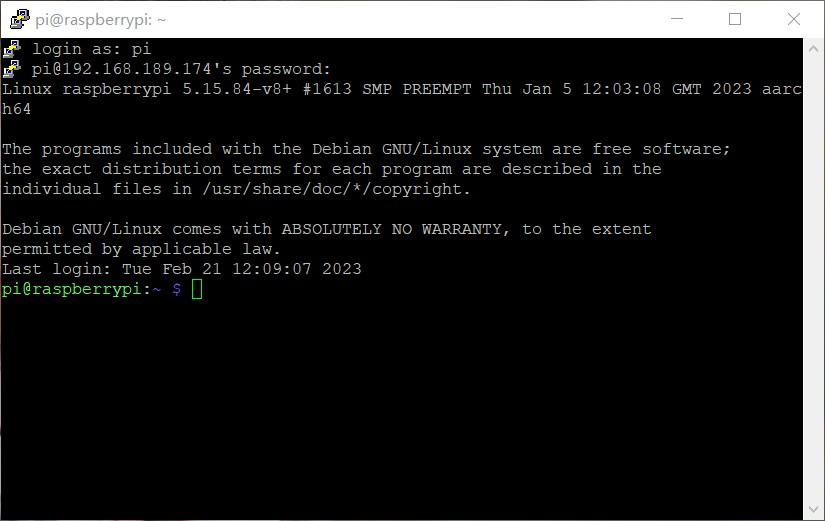 pi@raspberrypi: ~
login as: pi
pi@192.168.189.174's password:
Linux raspberrypi 5.15.84-v8+ #1613 SMP PREEMPT Thu Jan 5 12:03:08 GMT 2023 aarc
h64
The programs included with the Debian GNU/Linux system are free software;
the exact distribution terms for each program are described in the
individual files in /usr/share/doc/*/copyright.
Debian GNU/Linux comes with ABSOLUTELY NO WARRANTY, to the extent
permitted by applicable law.
Last login: Tue Feb 21 12:09:07 2023
pi@raspberrypi:~ $